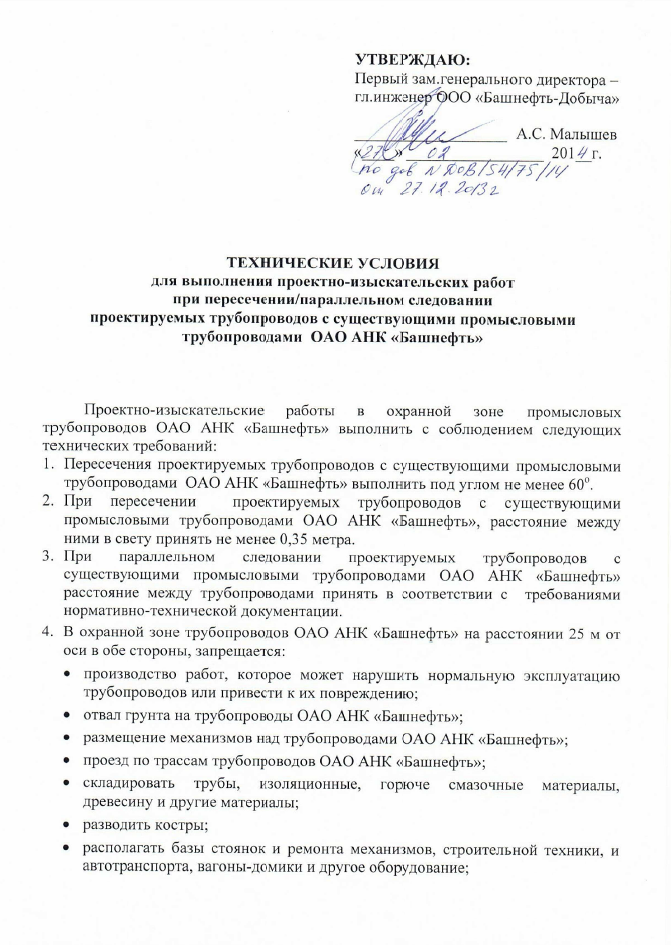 УТВЕРЖДАЮ:
Первый зам.генерального директора –
гл.инженер ООО «Башнефть-Добыча»
А.С. Малышев
«27» 02 2014 г.
по дов N ДОВ/54/75/14
от 27.12.2013г
ТЕХНИЧЕСКИЕ УСЛОВИЯ
для выполнения проектно-изыскательских работ
при пересечении/параллельном следовании
проектируемых трубопроводов с существующими промысловыми
трубопроводами ОАО АНК «Башнефть»
Проектно-изыскательские работы в охранной зоне промысловых
трубопроводов ОАО АНК «Башнефть» выполнить с соблюдением следующих
технических требований:
1. Пересечения проектируемых трубопроводов с существующими промысловыми
трубопроводами ОАО АНК «Башнефть» выполнить под углом не менее 60°.
2. При пересечении проектируемых трубопроводов с существующими
промысловыми трубопроводами ОАО АНК «Башнефть», расстояние между
ними в свету принять не менее 0,35 метра.
3. При параллельном следовании проектируемых трубопроводов с
существующими промысловыми трубопроводами ОАО АНК «Башнефть»
расстояние между трубопроводами принять в соответствии с требованиями
нормативно-технической документации.
4. В охранной зоне трубопроводов ОАО АНК «Башнефть» на расстоянии 25 м от
оси в обе стороны, запрещается:
• производство работ, которое может нарушить нормальную эксплуатацию
трубопроводов или привести к их повреждению;
• отвал грунта на трубопроводы ОАО АНК «Башнефть»;
• размещение механизмов над трубопроводами ОАО АНК «Башнефть»;
• проезд по трассам трубопроводов ОАО АНК «Башнефть»;
• складировать трубы, изоляционные, горюче смазочные материалы,
древесину и другие материалы;
• разводить костры;
• располагать базы стоянок и ремонта механизмов, строительной техники, и
автотранспорта, вагоны-домики и другое оборудование;